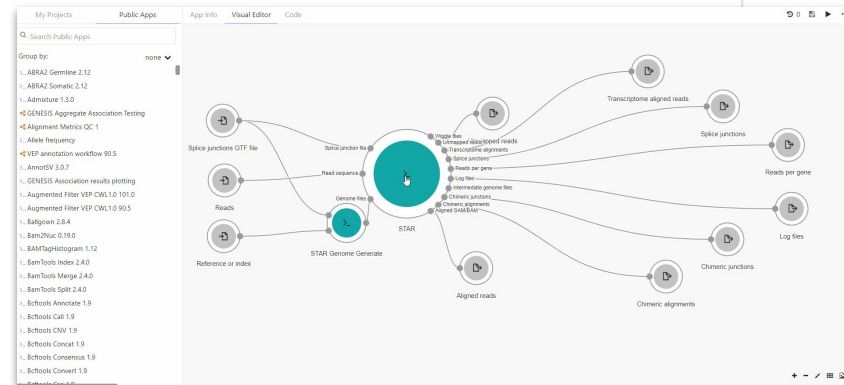 My Projects
Public Apps
App Info
Visual Editor
Code
0
Search Public Apps
Group by:
none
ABRA2 Germline 2.12
ABRA2 Somatic 2.12
Admixture 1.3.0
GENESIS Aggregate Association Testing
Alignment Metrics QC 1
Allele frequency
VEP annotation workflow 90.5
AnnotSV 3.0.7
GENESIS Association results plotting
Augmented Filter VEP CWL1.0 101.0
Augmented Filter VEP CWL1.0 90.5
Ballgown 2.8.4
Bam2Nuc 0.19.0
BAMTagHistogram 1.12
BamTools Index 2.4.0
BamTools Merge 2.4.0
BamTools Split 2.4.0
Bcftools Annotate 1.9
Bcftools Call 1.9
Bcftools CNV 1.9
Bcftools Concat 1.9
Bcftools Consensus 1.9
Bcftools Convert 1.9
Splice junctions GTF file
Reads
Reference or index
STAR Genome Generate
Splice junction file
Read sequence
Genome files
STAR
Wiggle files
Unmapped reads
Transcriptome alignments
Splice junctions
Reads per gene
Log files
Intermediate genome files
Chimeric junctions
Chimeric alignments
Aligned SAM/BAM
Transcriptome aligned reads
Splice junctions
Reads per gene
Log files
Chimeric junctions
Chimeric alignments
Aligned reads